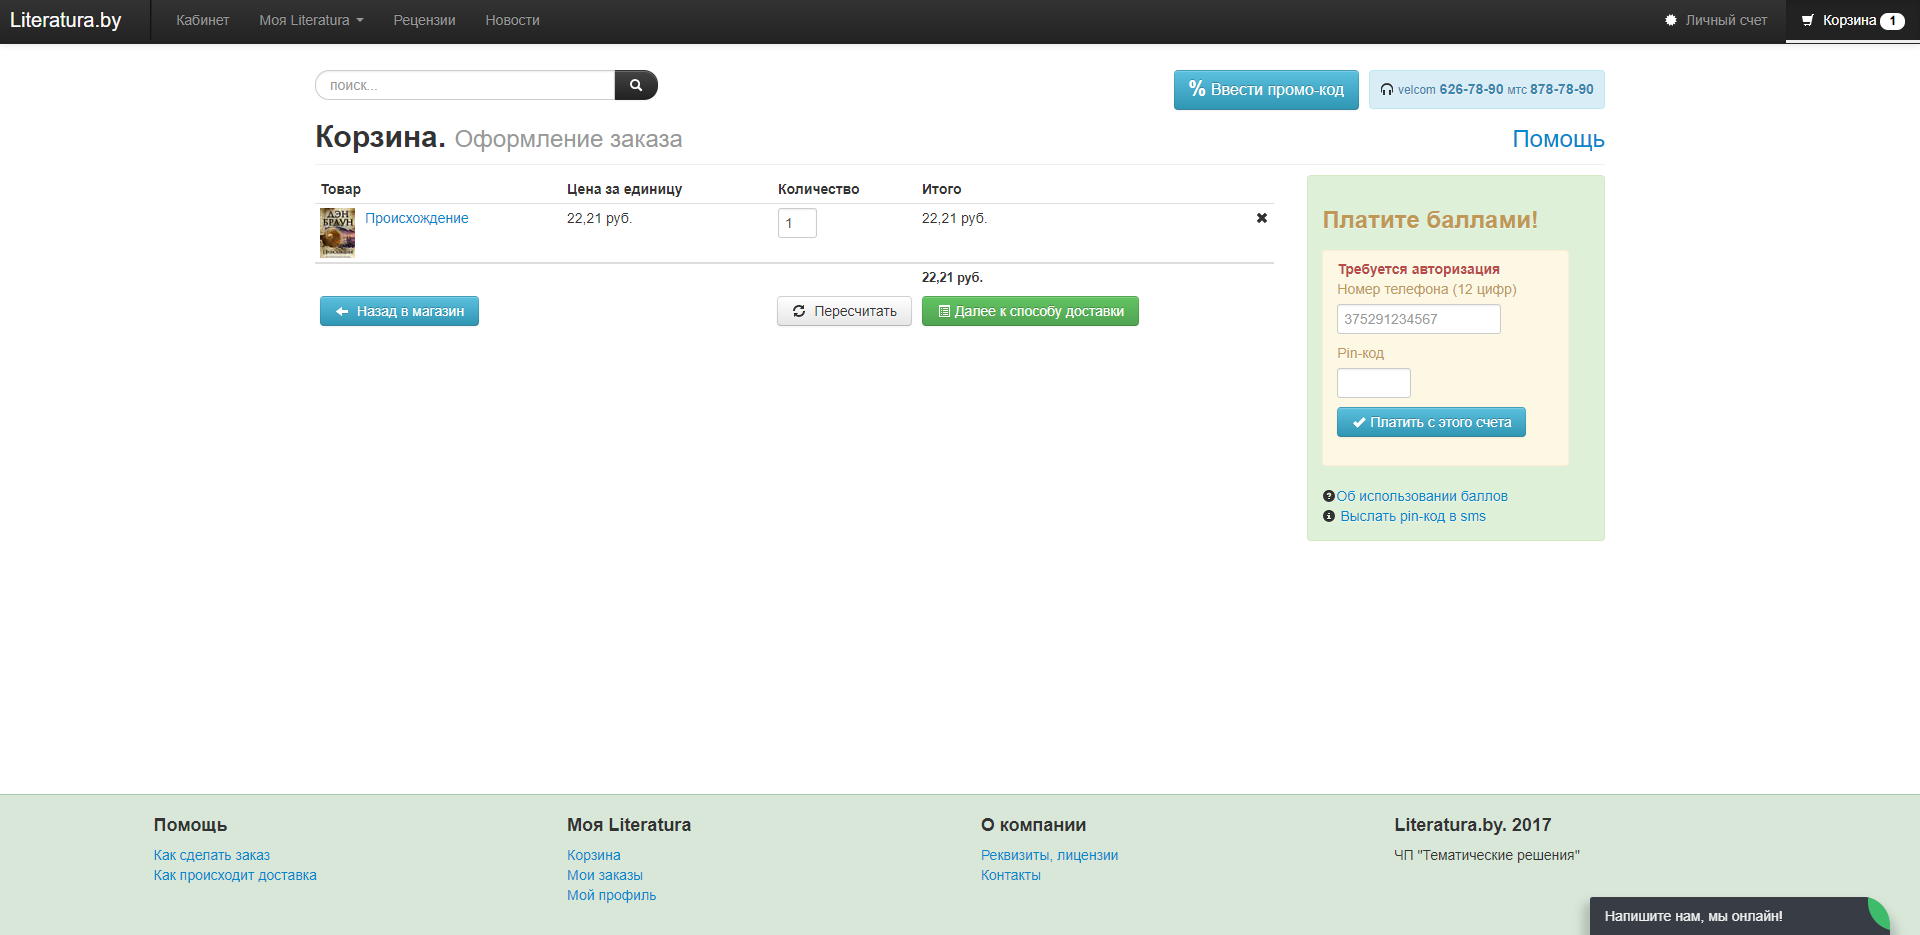 Literatura.by
Кабинет
Моя Literatura
Рецензии
Новости
Личный счет
Корзина 1
поиск...
% Ввести промо-код
velcom 626-78-90 мтс 878-78-90
Корзина. Оформление заказа
Помощь
Товар Цена за единицу Количество Итого
ДЭН
БРАУН
Происхождение 22,21 руб. 1 22,21 руб.
22,21 руб.
Назад в магазин
Пересчитать
Далее к способу доставки
Платите баллами!
Требуется авторизация
Номер телефона (12 цифр)
375291234567
Pin-код
Платить с этого счета
Об использовании баллов
Выслать pin-код в sms
Помощь
Как сделать заказ
Как происходит доставка
Моя Literatura
Корзина
Мои заказы
Мой профиль
О компании
Реквизиты, лицензии
Контакты
Literatura.by. 2017
ЧП "Тематические решения"
Напишите нам, мы онлайн!